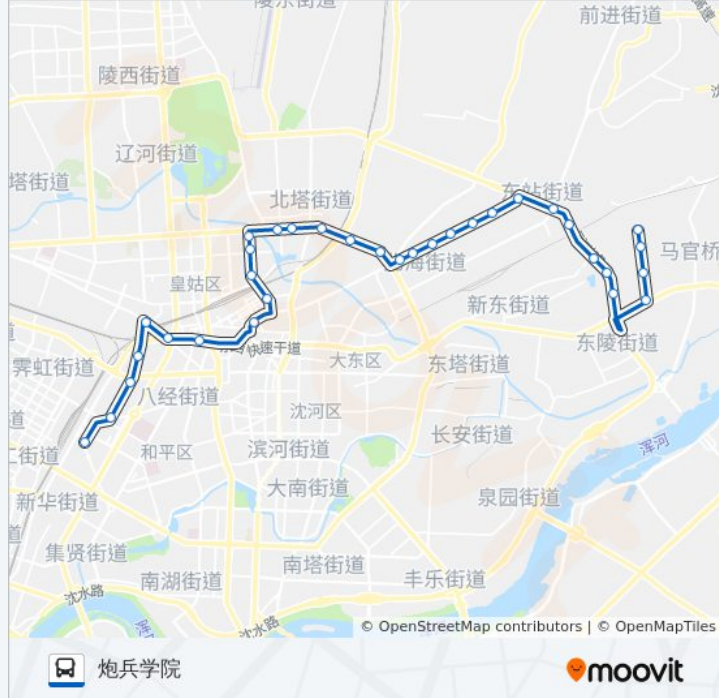 前进街道
陵西街道
辽河街道
塔街道
北塔街道
东站街道
马官桥
皇姑区
海街道
新东街道
快速干道
大东区
东陵街道
霁虹街道
东塔街道
八经街道
沈河区
和平区
滨河街道
长安街道
浑河
工街道
大南街道
泉园街道
新华街道
集贤街道
南塔街道
南湖街道
丰乐街道
沈水路
沈水路
© OpenStreetMap contributors | © OpenMapTiles
炮兵学院
moovit